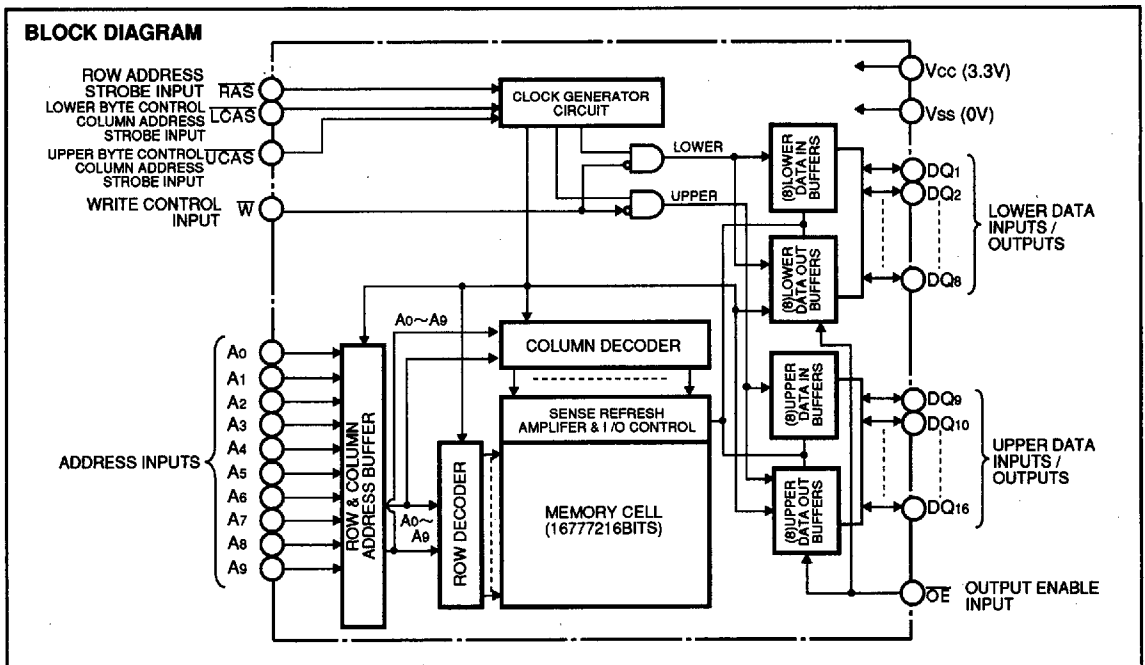 BLOCK DIAGRAM
ROW ADDRESS
STROBE INPUT
RAS
LOWER BYTE CONTROL
COLUMN ADDRESS
STROBE INPUT
LCAS
UPPER BYTE CONTROL
COLUMN ADDRESS
STROBE INPUT
UCAS
WRITE CONTROL
INPUT
W
CLOCK GENERATOR
CIRCUIT
LOWER
UPPER
(8)LOWER
DATA IN
BUFFERS
(8)LOWER
DATA OUT
BUFFERS
VCC (3.3V)
VSS (0V)
DQ1
DQ2
DQ8
LOWER DATA
INPUTS /
OUTPUTS
ADDRESS INPUTS
A0
A1
A2
A3
A4
A5
A6
A7
A8
A9
ROW & COLUMN
ADDRESS BUFFER
A0~A9
A0~
A9
ROW DECODER
COLUMN DECODER
SENSE REFRESH
AMPLIFER & I / O CONTROL
MEMORY CELL
(16777216BITS)
(8)UPPER
DATA IN
BUFFERS
(8)UPPER
DATA OUT
BUFFERS
DQ9
DQ10
DQ16
UPPER DATA
INPUTS /
OUTPUTS
OE
OUTPUT ENABLE
INPUT